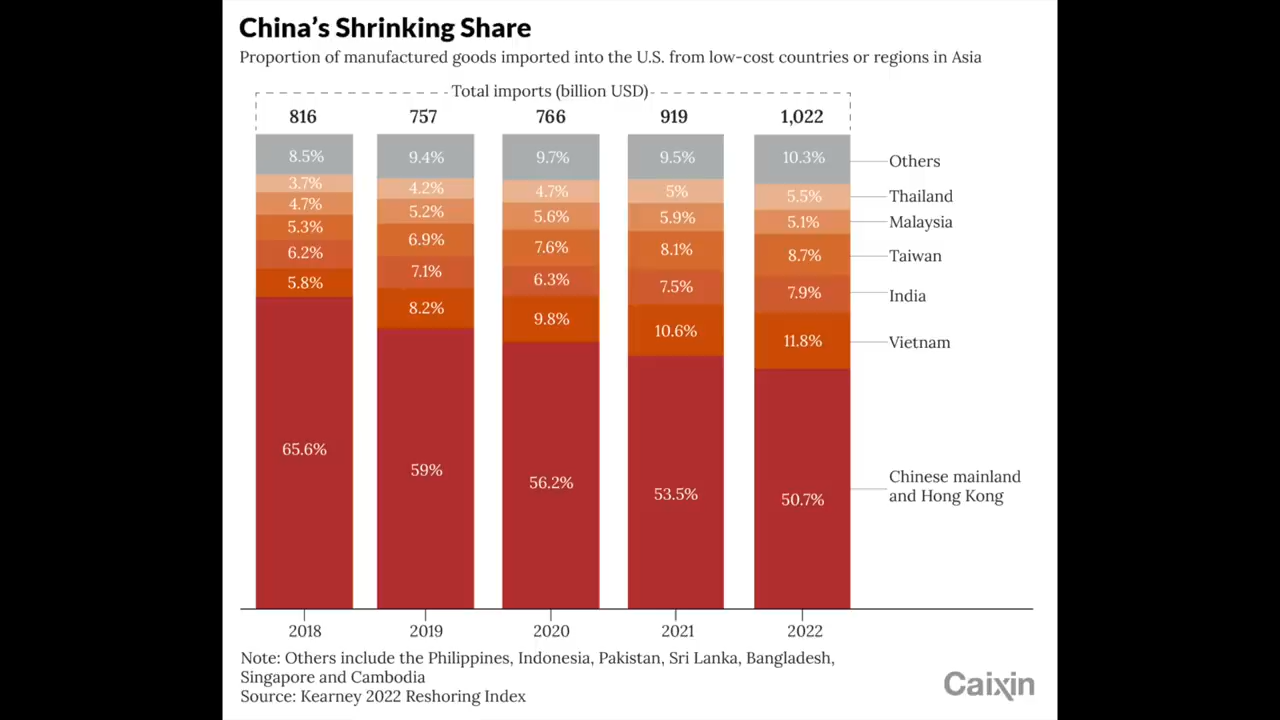 China's Shrinking Share
Proportion of manufactured goods imported into the U.S. from low-cost countries or regions in Asia
Total imports (billion USD)
816 757 766 919 1,022
8.5% 9.4% 9.7% 9.5% 10.3% Others
3.7% 4.2% 4.7% 5% 5.5% Thailand
4.7% 5.2% 5.6% 5.9% 5.1% Malaysia
5.3% 6.9% 7.6% 8.1% 8.7% Taiwan
6.2% 7.1% 6.3% 7.5% 7.9% India
5.8% 8.2% 9.8% 10.6% 11.8% Vietnam
65.6% 59% 56.2% 53.5% 50.7% Chinese mainland
and Hong Kong
2018 2019 2020 2021 2022
Note: Others include the Philippines, Indonesia, Pakistan, Sri Lanka, Bangladesh,
Singapore and Cambodia
Source: Kearney 2022 Reshoring Index
Caixin